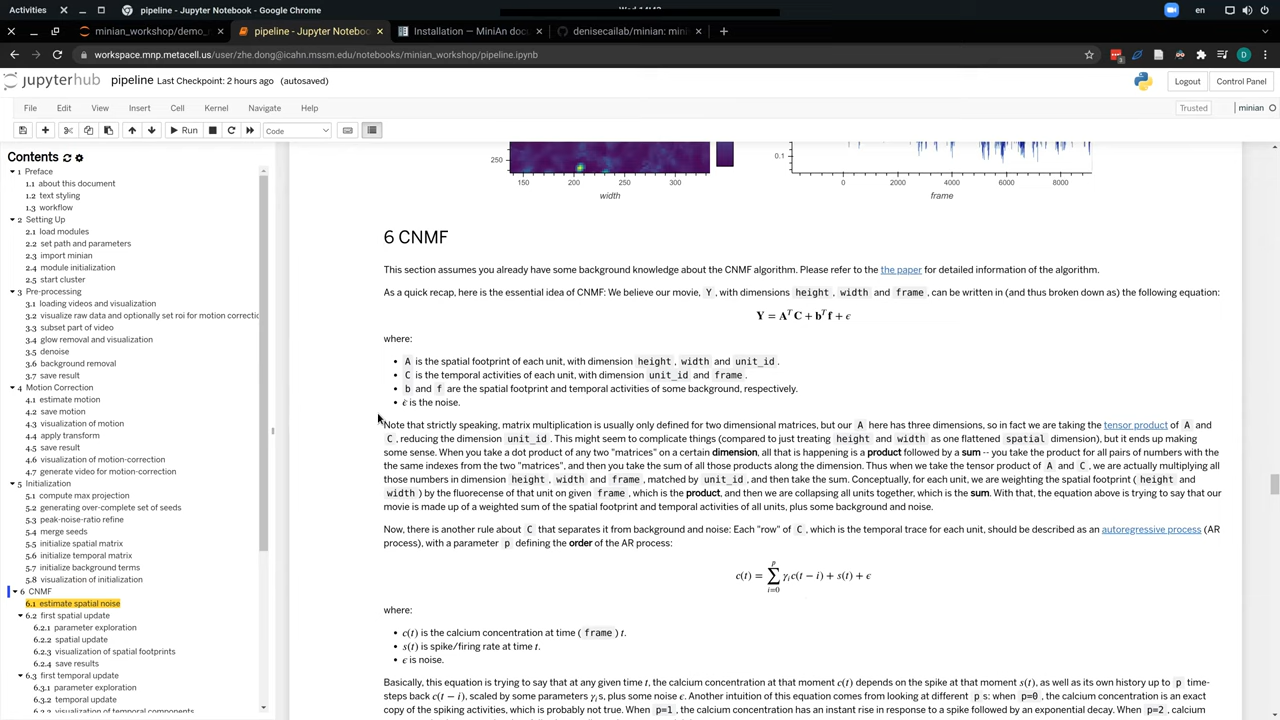 Activities
pipeline - Jupyter Notebook - Google Chrome
en
minian_workshop/demo_
pipeline - Jupyter Noteboo
Installation — MiniAn docu
denisecailab/minian: minia
workspace.mnp.metacell.us/user/zhe.dong@icahn.mssm.edu/notebooks/minian_workshop/pipeline.ipynb
D
jupyterhub pipeline Last Checkpoint: 2 hours ago (autosaved)
Logout
Control Panel
File Edit View Insert Cell Kernel Navigate Help
Trusted
minian
Run
Code
Contents
1 Preface
1.1 about this document
1.2 text styling
1.3 workflow
2 Setting Up
2.1 load modules
2.2 set path and parameters
2.3 import minian
2.4 module initialization
2.5 start cluster
3 Pre-processing
3.1 loading videos and visualization
3.2 visualize raw data and optionally set roi for motion correctio
3.3 subset part of video
3.4 glow removal and visualization
3.5 denoise
3.6 background removal
3.7 save result
4 Motion Correction
4.1 estimate motion
4.2 save motion
4.3 visualization of motion
4.4 apply transform
4.5 save result
4.6 visualization of motion-correction
4.7 generate video for motion-correction
5 Initialization
5.1 compute max projection
5.2 generating over-complete set of seeds
5.3 peak-noise-ratio refine
5.4 merge seeds
5.5 initialize spatial matrix
5.6 initialize temporal matrix
5.7 initialize background terms
5.8 visualization of initialization
6 CNMF
6.1 estimate spatial noise
6.2 first spatial update
6.2.1 parameter exploration
6.2.2 spatial update
6.2.3 visualization of spatial footprints
6.2.4 save results
6.3 first temporal update
6.3.1 parameter exploration
6.3.2 temporal update
6.3.3 visualization of temporal components
250
150 200 250 300
width
0.1
0 2000 4000 6000 8000
frame
6 CNMF
This section assumes you already have some background knowledge about the CNMF algorithm. Please refer to the the paper for detailed information of the algorithm.
As a quick recap, here is the essential idea of CNMF: We believe our movie, Y , with dimensions height, width and frame, can be written in (and thus broken down as) the following equation:
Y = A^T C + b^T f + ϵ
where:
• A is the spatial footprint of each unit, with dimension height, width and unit_id.
• C is the temporal activities of each unit, with dimension unit_id and frame.
• b and f are the spatial footprint and temporal activities of some background, respectively.
• ϵ is the noise.
Note that strictly speaking, matrix multiplication is usually only defined for two dimensional matrices, but our A here has three dimensions, so in fact we are taking the tensor product of A and
C , reducing the dimension unit_id. This might seem to complicate things (compared to just treating height and width as one flattened spatial dimension), but it ends up making
some sense. When you take a dot product of any two "matrices" on a certain dimension, all that is happening is a product followed by a sum -- you take the product for all pairs of numbers with the
the same indexes from the two "matrices", and then you take the sum of all those products along the dimension. Thus when we take the tensor product of A and C , we are actually multiplying all
those numbers in dimension height, width and frame, matched by unit_id, and then take the sum. Conceptually, for each unit, we are weighting the spatial footprint ( height and
width ) by the fluorecense of that unit on given frame, which is the product, and then we are collapsing all units together, which is the sum. With that, the equation above is trying to say that our
movie is made up of a weighted sum of the spatial footprint and temporal activities of all units, plus some background and noise.
Now, there is another rule about C that separates it from background and noise: Each "row" of C , which is the temporal trace for each unit, should be described as an autoregressive process (AR
process), with a parameter p defining the order of the AR process:
c(t) = ∑_{i=0}^{p} γ_i c(t − i) + s(t) + ϵ
where:
• c(t) is the calcium concentration at time ( frame ) t.
• s(t) is spike/firing rate at time t.
• ϵ is noise.
Basically, this equation is trying to say that at any given time t, the calcium concentration at that moment c(t) depends on the spike at that moment s(t), as well as its own history up to p time-
steps back c(t − i), scaled by some parameters γ_i s, plus some noise ϵ. Another intuition of this equation comes from looking at different p s: when p=0, the calcium concentration is an exact
copy of the spiking activities, which is probably not true. When p=1, the calcium concentration has an instant rise in response to a spike followed by an exponential decay. When p=2, calcium